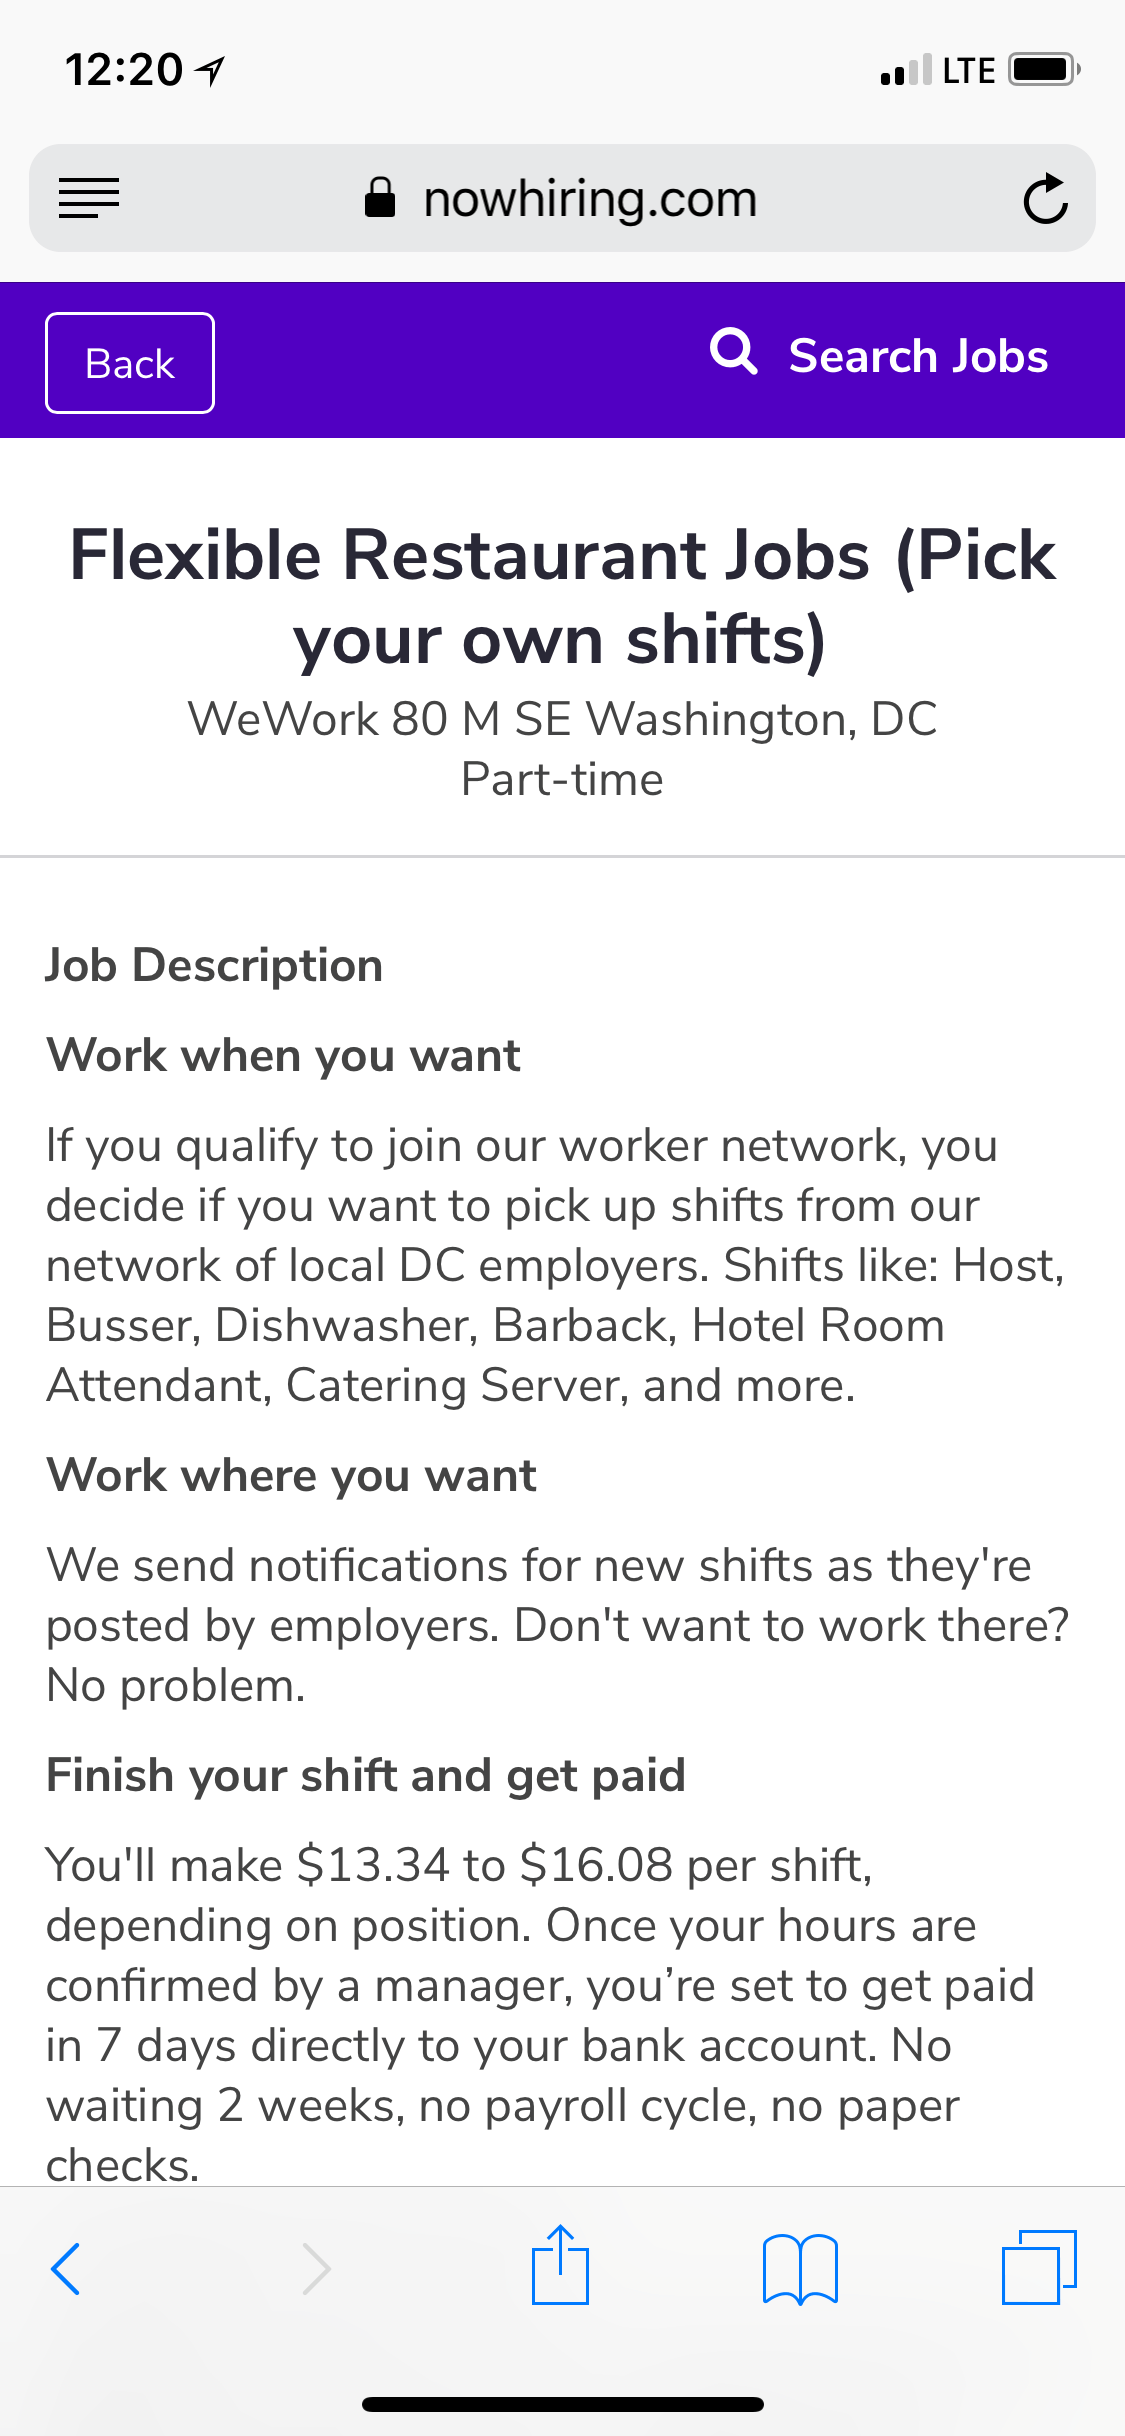 12:20
LTE
nowhiring.com
Back
Search Jobs
Flexible Restaurant Jobs (Pick
your own shifts)
WeWork 80 M SE Washington, DC
Part-time
Job Description
Work when you want
If you qualify to join our worker network, you
decide if you want to pick up shifts from our
network of local DC employers. Shifts like: Host,
Busser, Dishwasher, Barback, Hotel Room
Attendant, Catering Server, and more.
Work where you want
We send notifications for new shifts as they're
posted by employers. Don't want to work there?
No problem.
Finish your shift and get paid
You'll make $13.34 to $16.08 per shift,
depending on position. Once your hours are
confirmed by a manager, you’re set to get paid
in 7 days directly to your bank account. No
waiting 2 weeks, no payroll cycle, no paper
checks.